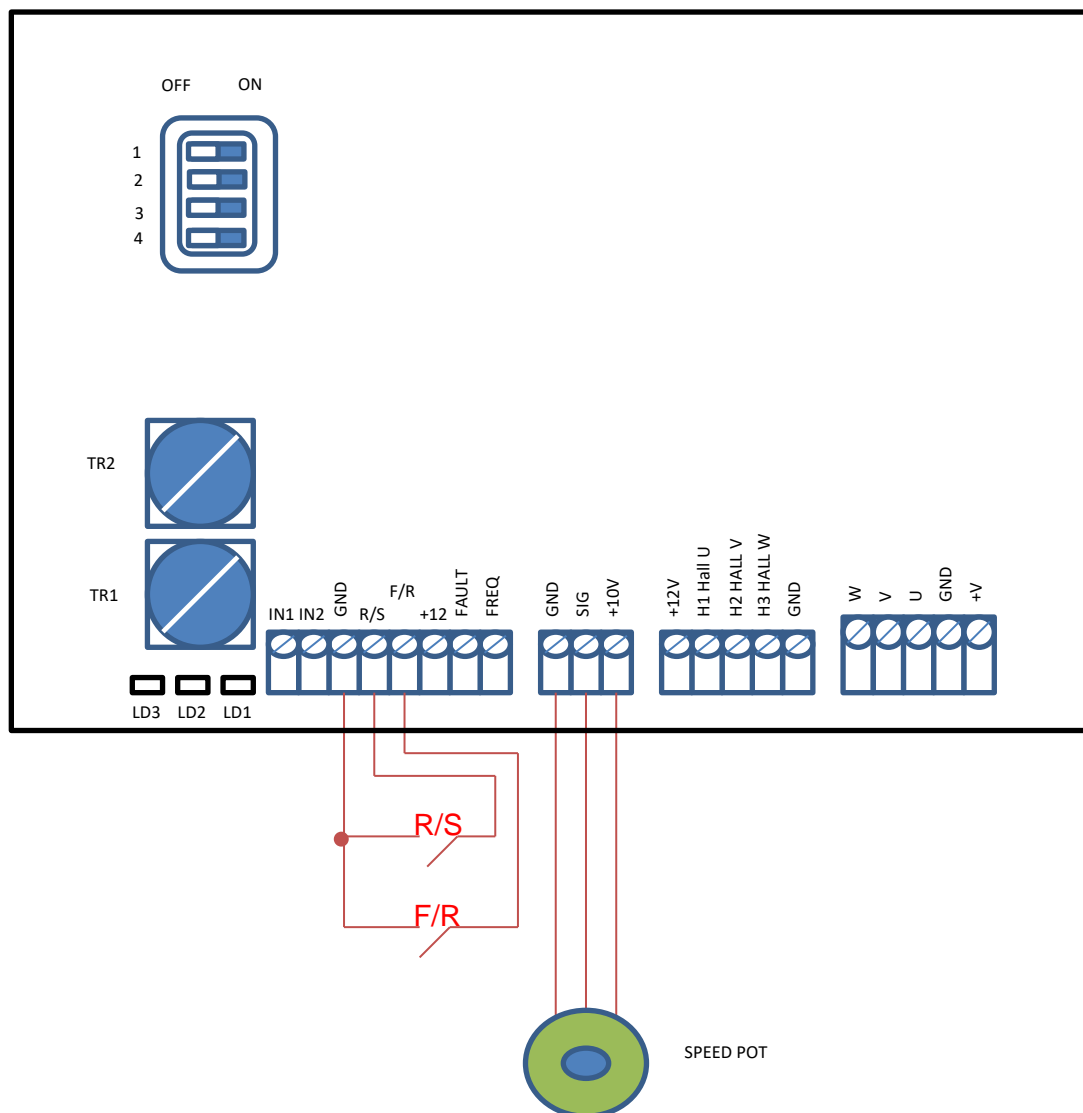 OFF ON
1
2
3
4
TR2
TR1
IN1 IN2 GND R/S F/R +12 FAULT FREQ
GND SIG +10V
+12V H1 Hall U H2 HALL V H3 HALL W GND
W V U GND +V
LD3 LD2 LD1
R/S
F/R
SPEED POT